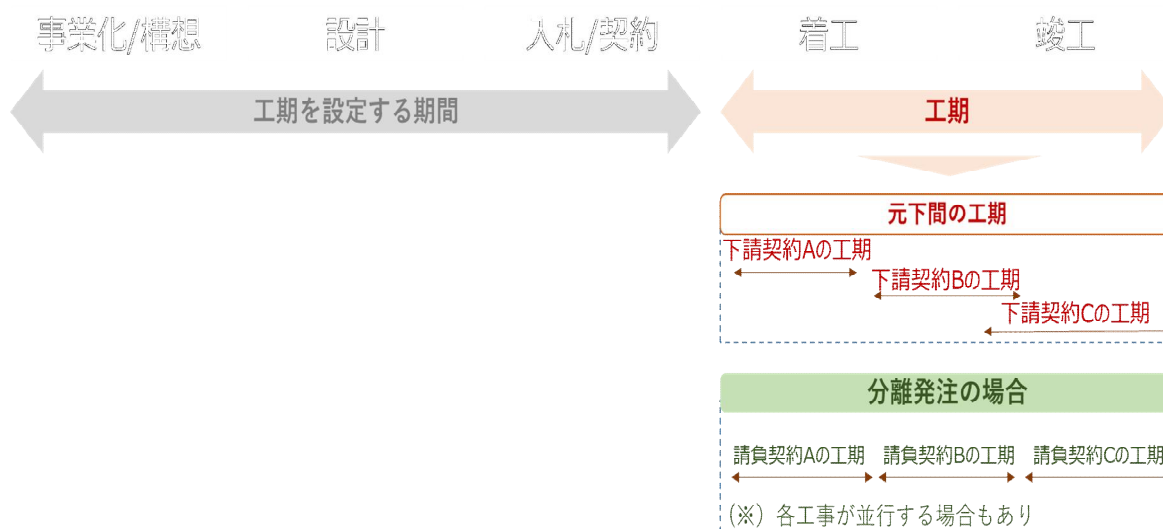 事業化/構想 設計 入札/契約 着工 竣工
工期を設定する期間 工期
元下間の工期
下請契約Aの工期
下請契約Bの工期
下請契約Cの工期
分離発注の場合
請負契約Aの工期 請負契約Bの工期 請負契約Cの工期
(※) 各工事が並行する場合もあり